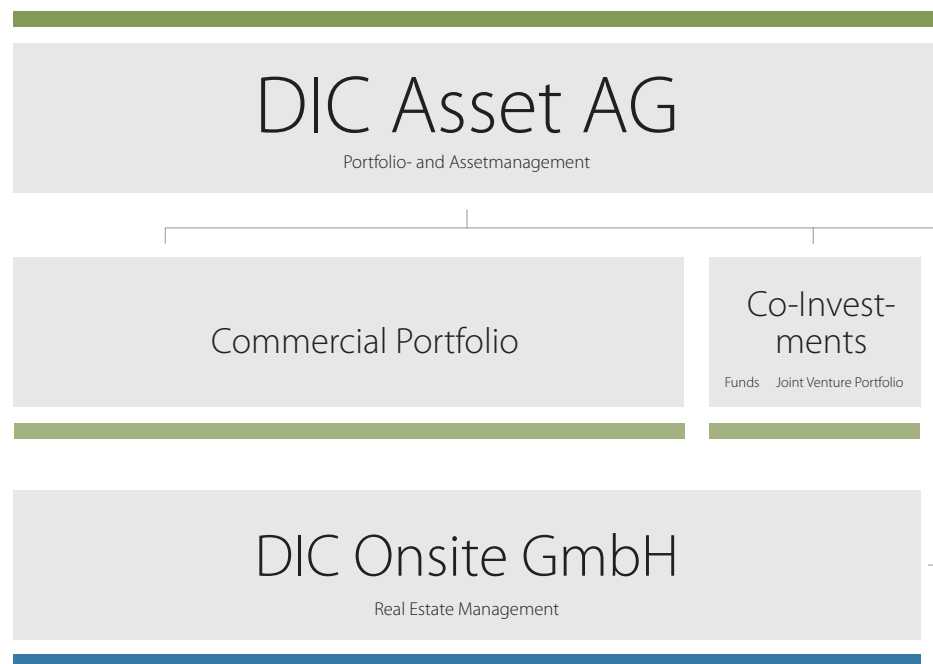 DIC Asset AG
Portfolio- and Assetmanagement
Commercial Portfolio
Co-Invest-
ments
Funds Joint Venture Portfolio
DIC Onsite GmbH
Real Estate Management